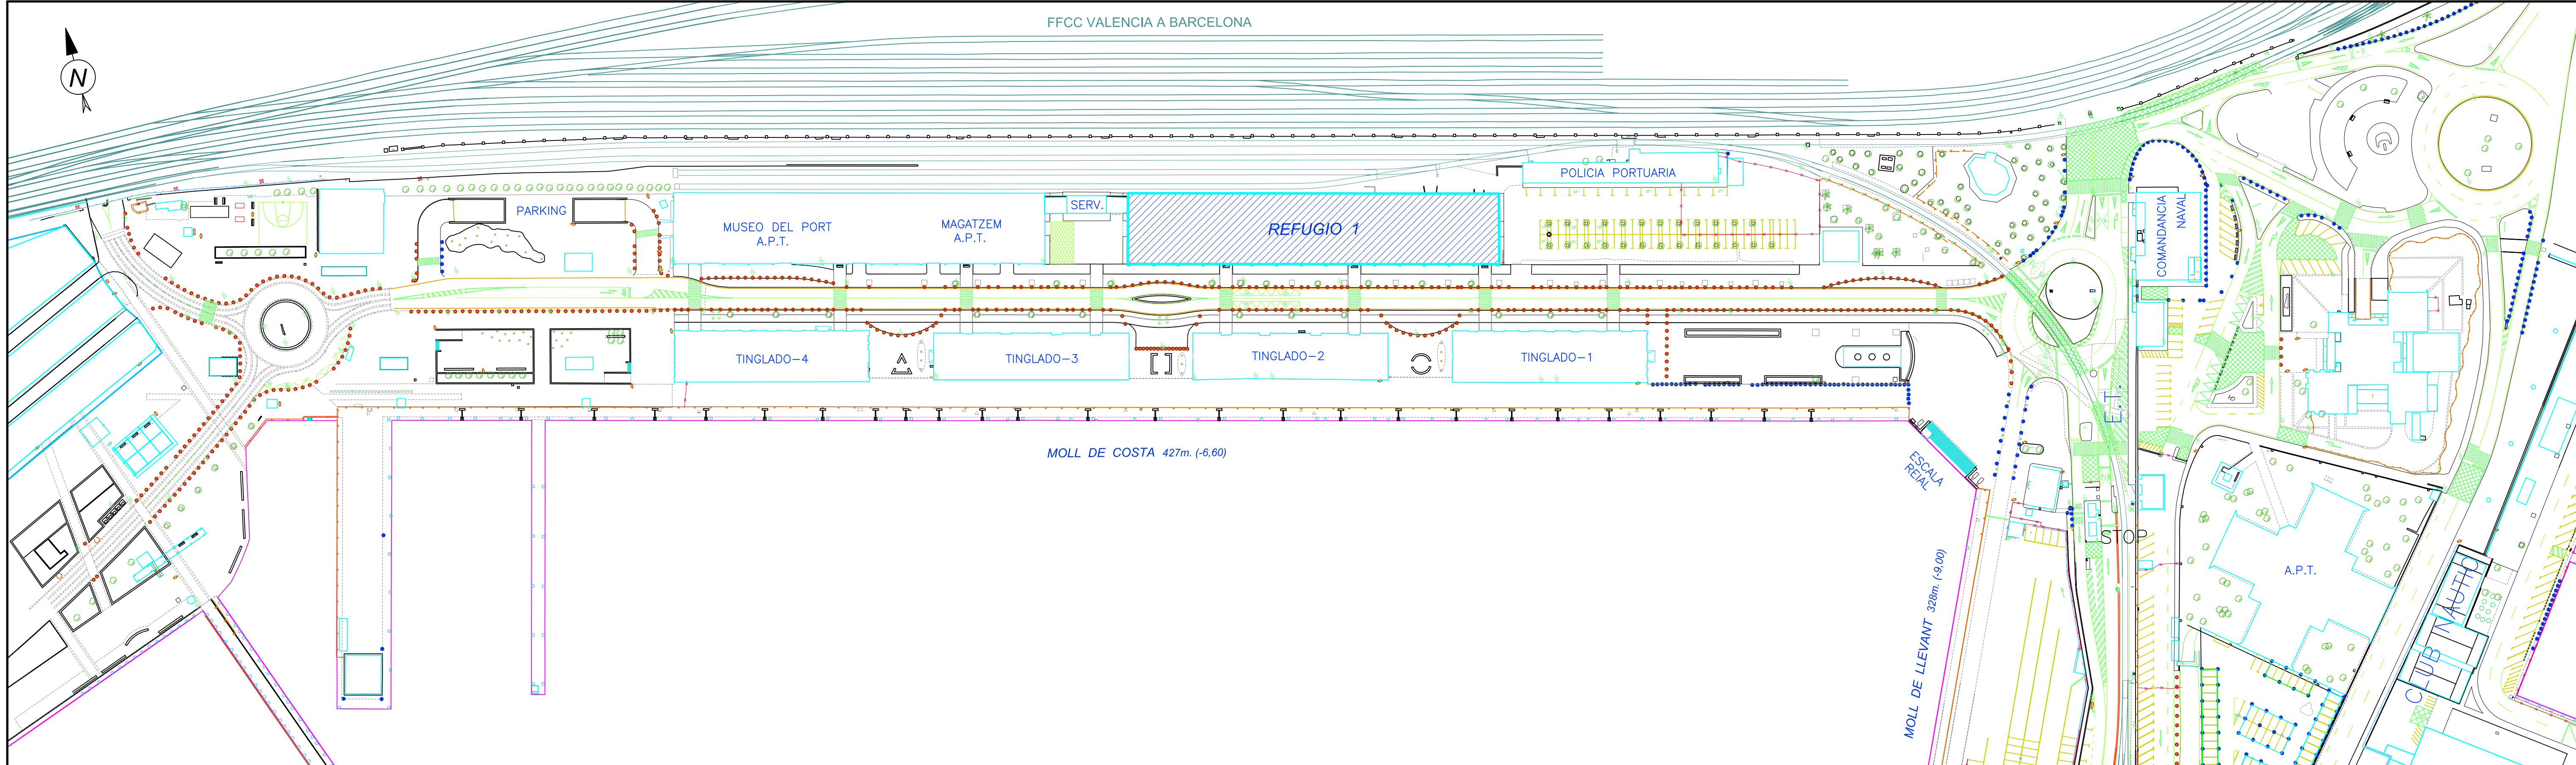 FFCC VALENCIA A BARCELONA
N
POLICIA PORTUARIA
PARKING
MUSEO DEL PORT
A.P.T.
MAGATZEM
A.P.T.
SERV.
REFUGIO 1
COMANDANCIA
NAVAL
TINGLADO-4
TINGLADO-3
TINGLADO-2
TINGLADO-1
E.T.
MOLL DE COSTA 427m. (-6,60)
ESCALA
REIAL
STOP
MOLL DE LLEVANT 328m. (-9,00)
A.P.T.
CLUB NAUTIC